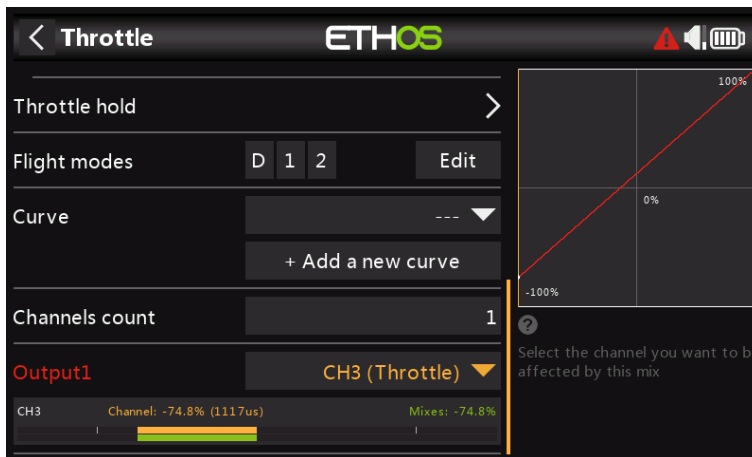 Throttle
ETHOS
Throttle hold
Flight modes D 1 2 Edit
Curve ---
+ Add a new curve
Channels count 1
Output1 CH3 (Throttle)
CH3 Channel: -74.8% (1117us) Mixes: -74.8%
100%
0%
-100%
?
Select the channel you want to b
affected by this mix